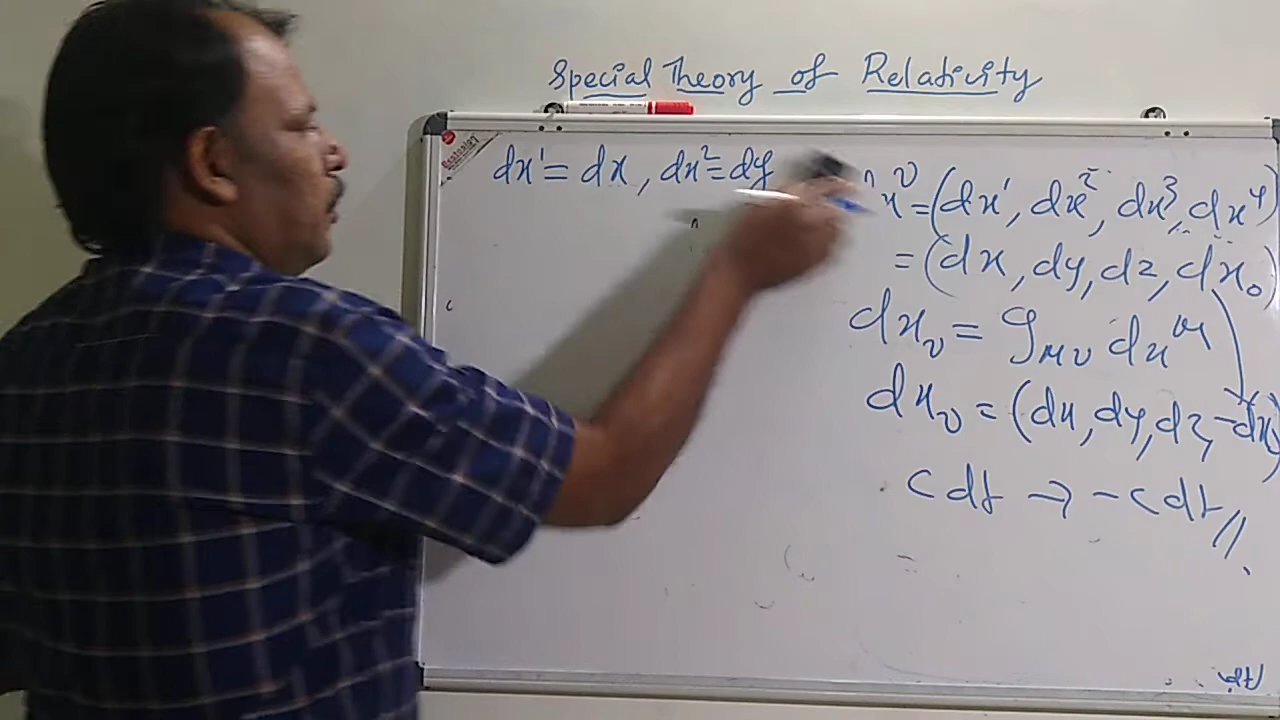 Special Theory of Relativity
dx¹ = dx, dx² = dy
x^ν = (dx¹, dx², dx³, dx⁴)
= (dx, dy, dz, dx₀)
dx_ν = g_μν dx^μ
dx_ν = (dx, dy, dz, -dx₀)
cdt → -cdt //.